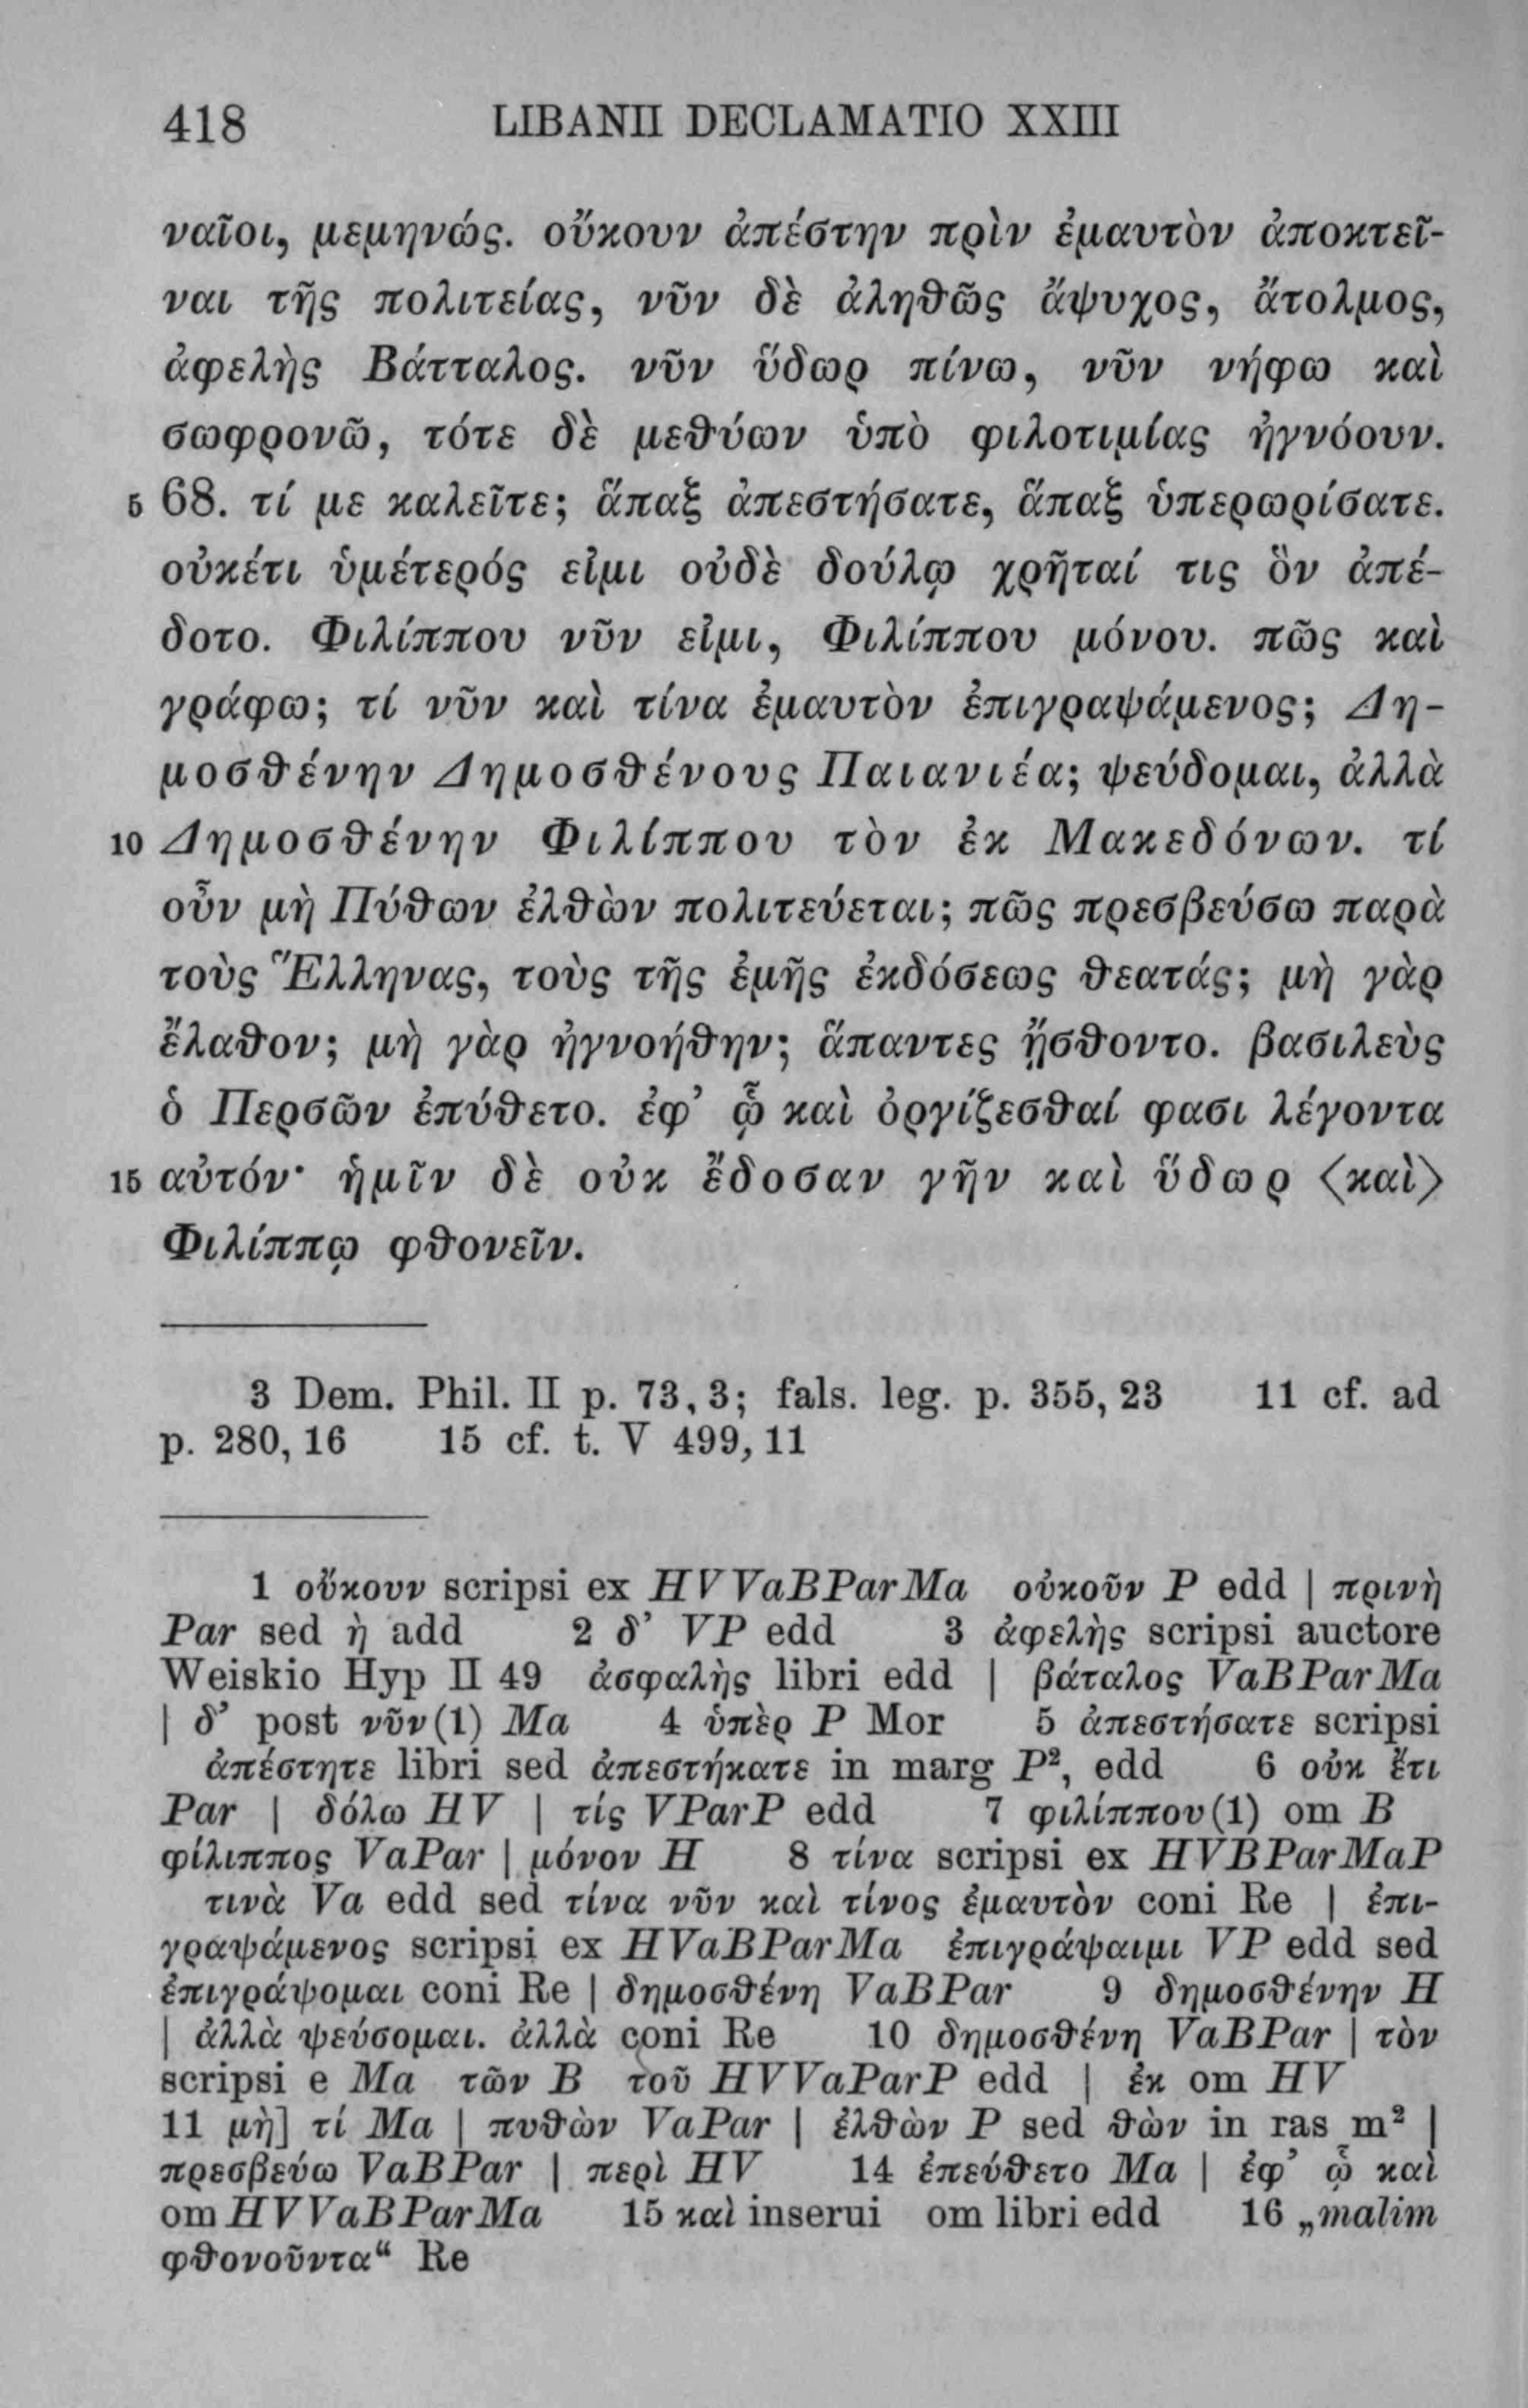 418 LIBANII DECLAMATIO XXIII
ναῖοι, μεμηνώς. οὔκουν ἀπέστην πρὶν ἐμαυτὸν ἀποκτεῖ-
ναι τῆς πολιτείας, νῦν δὲ ἀληθῶς ἄψυχος, ἄτολμος,
ἀφελὴς Βάτταλος. νῦν ὕδωρ πίνω, νῦν νήφω καὶ
σωφρονῶ, τότε δὲ μεθύων ὑπὸ φιλοτιμίας ἠγνόουν.
5 68. τί με καλεῖτε; ἅπαξ ἀπεστήσατε, ἅπαξ ὑπερωρίσατε.
οὐκέτι ὑμέτερός εἰμι οὐδὲ δούλῳ χρῆταί τις ὃν ἀπέ-
δοτο. Φιλίππου νῦν εἰμι, Φιλίππου μόνου. πῶς καὶ
γράφω; τί νῦν καὶ τίνα ἐμαυτὸν ἐπιγραψάμενος; Δη-
μοσθένην Δημοσθένους Παιανιέα; ψεύδομαι, ἀλλὰ
10 Δημοσθένην Φιλίππου τὸν ἐκ Μακεδόνων. τί
οὖν μὴ Πύθων ἐλθὼν πολιτεύεται; πῶς πρεσβεύσω παρὰ
τοὺς Ἕλληνας, τοὺς τῆς ἐμῆς ἐκδόσεως θεατάς; μὴ γὰρ
ἔλαθον; μὴ γὰρ ἠγνοήθην; ἅπαντες ᾔσθοντο. βασιλεὺς
ὁ Περσῶν ἐπύθετο. ἐφ’ ᾧ καὶ ὀργίζεσθαί φασι λέγοντα
15 αὐτόν· ἡμῖν δὲ οὐκ ἔδοσαν γῆν καὶ ὕδωρ ⟨καὶ⟩
Φιλίππῳ φθονεῖν.
3 Dem. Phil. II p. 73, 3; fals. leg. p. 355, 23 11 cf. ad
p. 280, 16 15 cf. t. V 499, 11
1 οὔκουν scripsi ex HVVaBParMa οὐκοῦν P edd | πρινὴ
Par sed ὴ add 2 δ’ VP edd 3 ἀφελὴς scripsi auctore
Weiskio Hyp II 49 ἀσφαλὴς libri edd | βάταλος VaBParMa
| δ’ post νῦν(1) Ma 4 ὑπὲρ P Mor 5 ἀπεστήσατε scripsi
ἀπέστητε libri sed ἀπεστήκατε in marg P², edd 6 οὐκ ἔτι
Par | δόλω HV | τίς VParP edd 7 φιλίππου(1) om B
φίλιππος VaPar | μόνον H 8 τίνα scripsi ex HVBParMaP
τινὰ Va edd sed τίνα νῦν καὶ τίνος ἐμαυτὸν coni Re | ἐπι-
γραψάμενος scripsi ex HVaBParMa ἐπιγράψαιμι VP edd sed
ἐπιγράψομαι coni Re | δημοσθένη VaBPar 9 δημοσθένην H
| ἀλλὰ ψεύσομαι. ἀλλὰ coni Re 10 δημοσθένη VaBPar | τὸν
scripsi e Ma τῶν B τοῦ HVVaParP edd | ἐκ om HV
11 μὴ] τί Ma | πυθὼν VaPar | ἐλθὼν P sed θὼν in ras m² |
πρεσβεύω VaBPar | περὶ HV 14 ἐπεύθετο Ma | ἐφ’ ᾧ καὶ
om HVVaBParMa 15 καὶ inserui om libri edd 16 „malim
φθονοῦντα“ Re